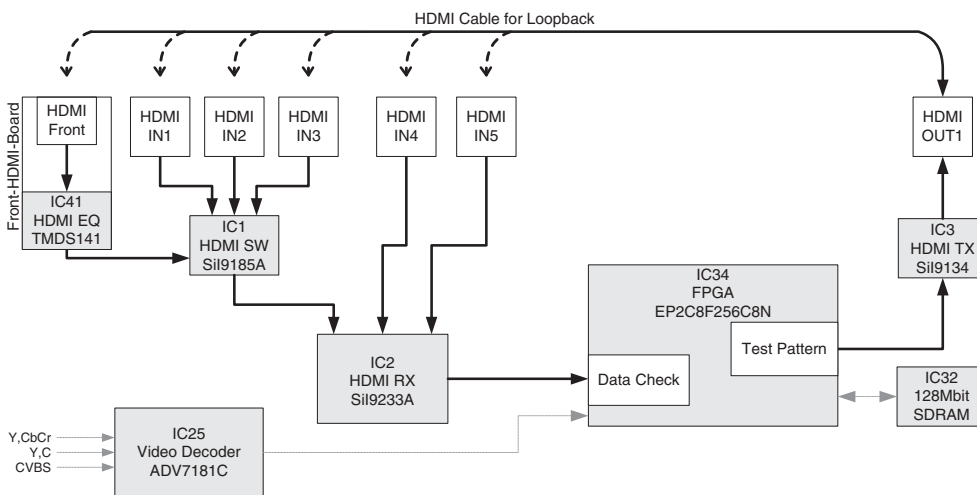 HDMI Cable for Loopback
Front-HDMI-Board
HDMI
Front
HDMI
IN1
HDMI
IN2
HDMI
IN3
HDMI
IN4
HDMI
IN5
HDMI
OUT1
IC41
HDMI EQ
TMDS141
IC1
HDMI SW
SiI9185A
IC3
HDMI TX
SiI9134
IC34
FPGA
EP2C8F256C8N
Test Pattern
Data Check
IC2
HDMI RX
SiI9233A
IC32
128Mbit
SDRAM
IC25
Video Decoder
ADV7181C
Y,CbCr
Y,C
CVBS